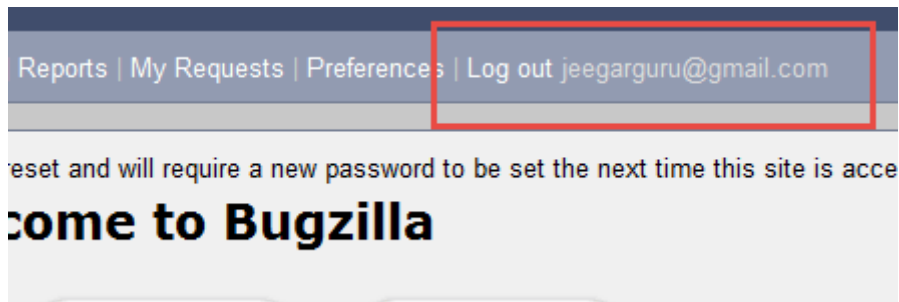 Reports | My Requests | Preferences | Log out jeegarguru@gmail.com
eset and will require a new password to be set the next time this site is acce
come to Bugzilla